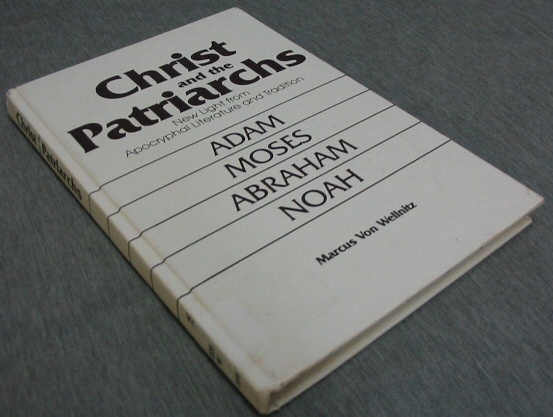 Christ
and the
Patriarchs
New Light from
Apocryphal Literature and Tradition
ADAM
MOSES
ABRAHAM
NOAH
Marcus Von Wellnitz
Christ Patriarchs